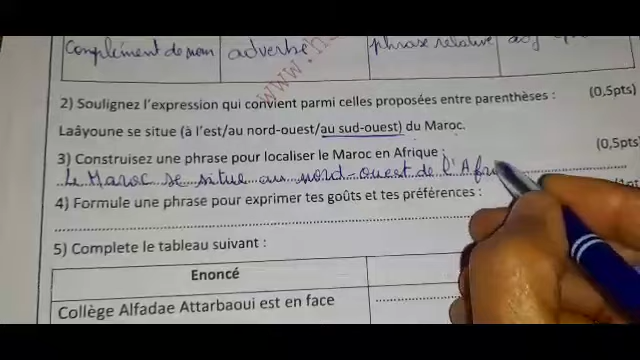 complément de nom adverbe phrase relative
www.
2) Soulignez l'expression qui convient parmi celles proposées entre parenthèses : (0,5pts)
Laâyoune se situe (à l'est/au nord-ouest/au sud-ouest) du Maroc.
3) Construisez une phrase pour localiser le Maroc en Afrique : (0,5pts
Le Maroc se situe au nord-ouest de l'Afri
4) Formule une phrase pour exprimer tes goûts et tes préférences :
5) Complete le tableau suivant :
Enoncé
Collège Alfadae Attarbaoui est en face